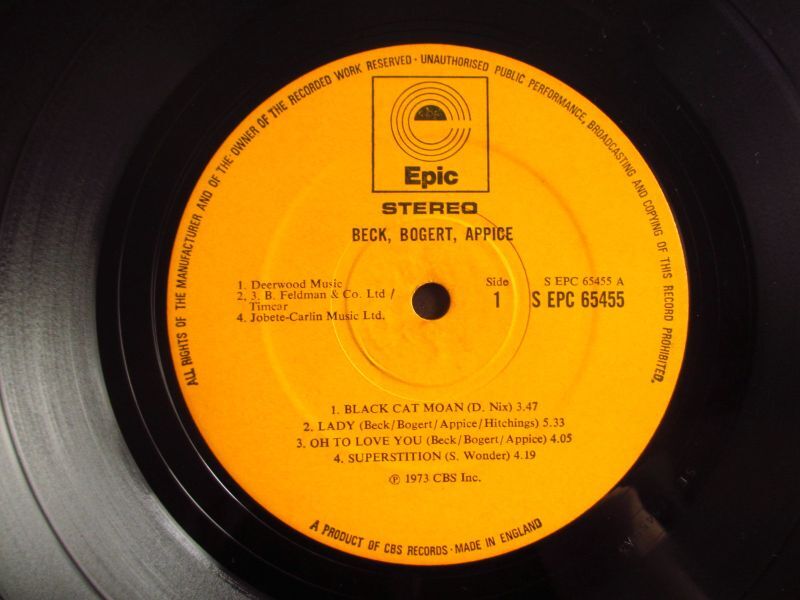 ALL RIGHTS OF THE MANUFACTURER AND OF THE OWNER OF THE RECORDED WORK RESERVED · UNAUTHORISED PUBLIC PERFORMANCE, BROADCASTING AND COPYING OF THIS RECORD PROHIBITED.
Epic
STEREO
BECK, BOGERT, APPICE
1. Deerwood Music
2. 3. B. Feldman & Co. Ltd /
Timcar
4. Jobete-Carlin Music Ltd.
Side
1
S EPC 65455 A
S EPC 65455
1. BLACK CAT MOAN (D. Nix) 3.47
2. LADY (Beck/Bogert/Appice/Hitchings) 5.33
3. OH TO LOVE YOU (Beck/Bogert/Appice) 4.05
4. SUPERSTITION (S. Wonder) 4.19
℗ 1973 CBS Inc.
A PRODUCT OF CBS RECORDS · MADE IN ENGLAND